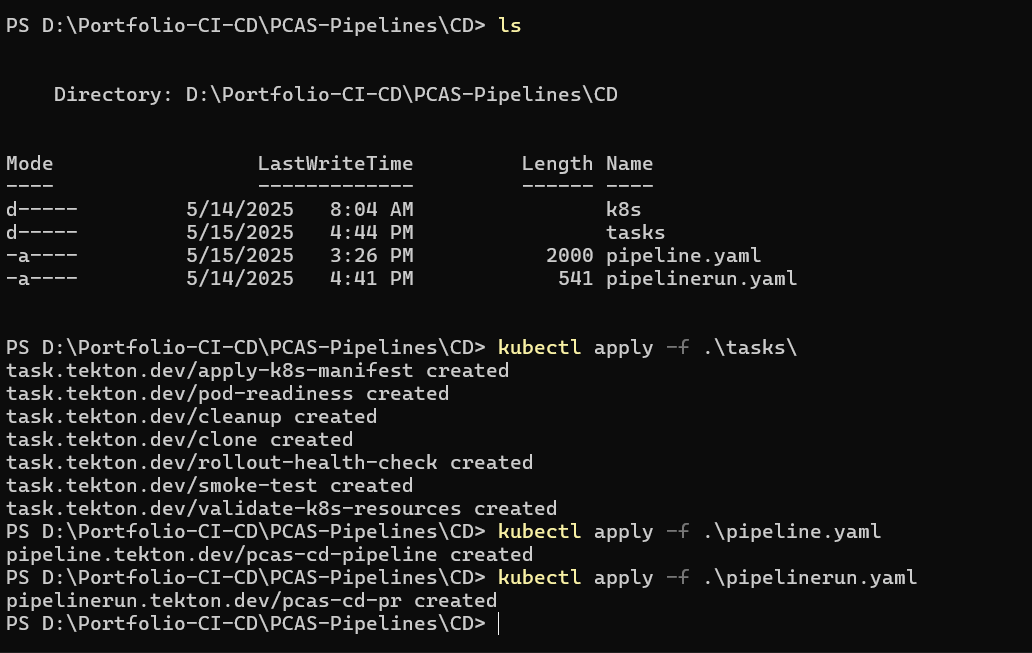 PS D:\Portfolio-CI-CD\PCAS-Pipelines\CD> ls
Directory: D:\Portfolio-CI-CD\PCAS-Pipelines\CD
Mode                 LastWriteTime         Length Name
----                 -------------         ------ ----
d-----         5/14/2025   8:04 AM                k8s
d-----         5/15/2025   4:44 PM                tasks
-a----         5/15/2025   3:26 PM           2000 pipeline.yaml
-a----         5/14/2025   4:41 PM            541 pipelinerun.yaml
PS D:\Portfolio-CI-CD\PCAS-Pipelines\CD> kubectl apply -f .\tasks\
task.tekton.dev/apply-k8s-manifest created
task.tekton.dev/pod-readiness created
task.tekton.dev/cleanup created
task.tekton.dev/clone created
task.tekton.dev/rollout-health-check created
task.tekton.dev/smoke-test created
task.tekton.dev/validate-k8s-resources created
PS D:\Portfolio-CI-CD\PCAS-Pipelines\CD> kubectl apply -f .\pipeline.yaml
pipeline.tekton.dev/pcas-cd-pipeline created
PS D:\Portfolio-CI-CD\PCAS-Pipelines\CD> kubectl apply -f .\pipelinerun.yaml
pipelinerun.tekton.dev/pcas-cd-pr created
PS D:\Portfolio-CI-CD\PCAS-Pipelines\CD>